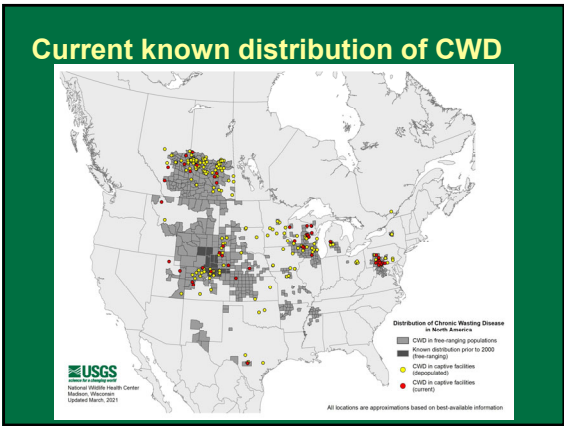 Current known distribution of CWD
Distribution of Chronic Wasting Disease
in North America
CWD in free-ranging populations
Known distribution prior to 2000
(free-ranging)
CWD in captive facilities
(depopulated)
CWD in captive facilities
(current)
USGS
science for a changing world
National Wildlife Health Center
Madison, Wisconsin
Updated March, 2021
All locations are approximations based on best-available information